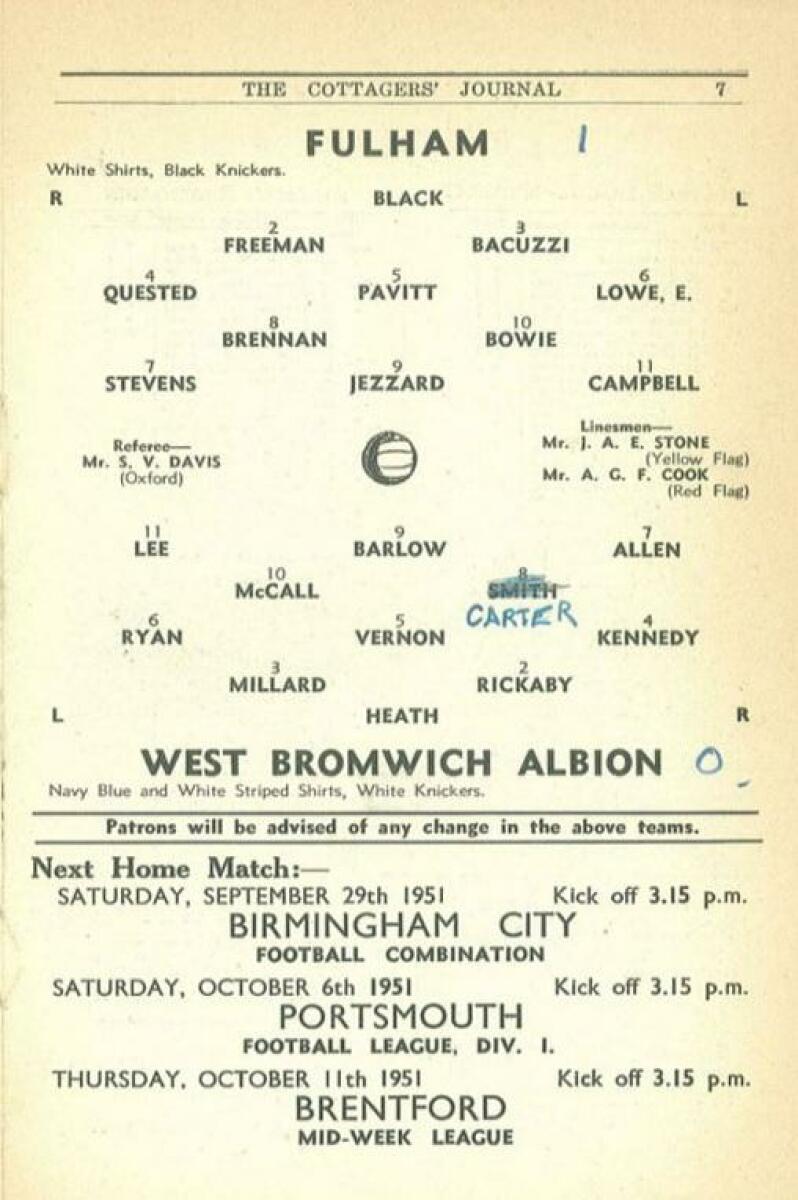 THE COTTAGERS' JOURNAL 7
FULHAM 1
White Shirts, Black Knickers.
R BLACK L
2 3
FREEMAN BACUZZI
4 5 6
QUESTED PAVITT LOWE, E.
8 10
BRENNAN BOWIE
7 9 11
STEVENS JEZZARD CAMPBELL
Referee—
Mr. S. V. DAVIS
(Oxford)
Linesmen—
Mr. J. A. E. STONE
(Yellow Flag)
Mr. A. G. F. COOK
(Red Flag)
11 9 7
LEE BARLOW ALLEN
10 8
McCALL SMITH
CARTER
6 5 4
RYAN VERNON KENNEDY
3 2
MILLARD RICKABY
L HEATH R
WEST BROMWICH ALBION 0
Navy Blue and White Striped Shirts, White Knickers.
Patrons will be advised of any change in the above teams.
Next Home Match:—
SATURDAY, SEPTEMBER 29th 1951 Kick off 3.15 p.m.
BIRMINGHAM CITY
FOOTBALL COMBINATION
SATURDAY, OCTOBER 6th 1951 Kick off 3.15 p.m.
PORTSMOUTH
FOOTBALL LEAGUE, DIV. I.
THURSDAY, OCTOBER 11th 1951 Kick off 3.15 p.m.
BRENTFORD
MID-WEEK LEAGUE